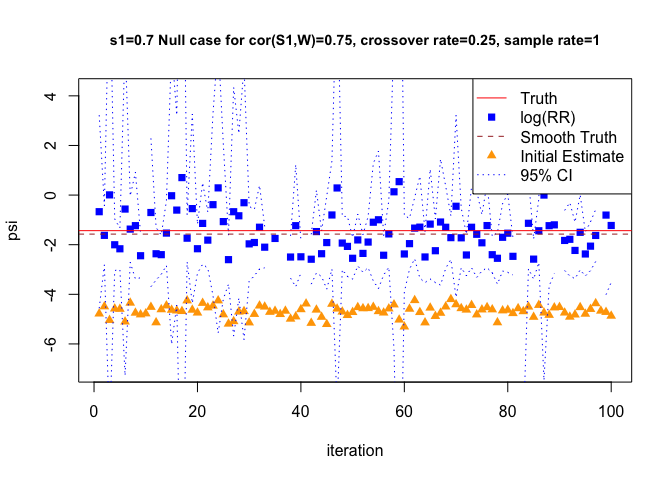 s1=0.7 Null case for cor(S1,W)=0.75, crossover rate=0.25, sample rate=1
psi
4
2
0
-2
-4
-6
Truth
log(RR)
Smooth Truth
Initial Estimate
95% CI
0
20
40
60
80
100
iteration